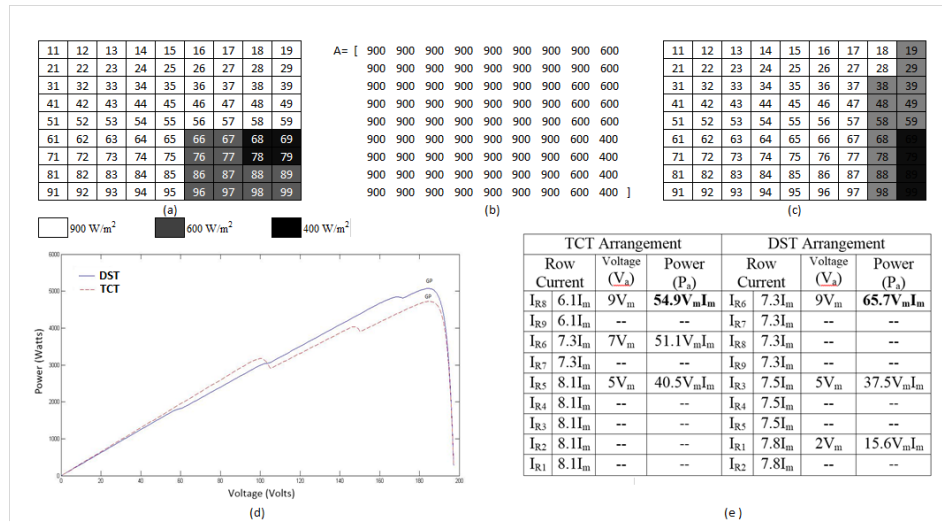 11 12 13 14 15 16 17 18 19
21 22 23 24 25 26 27 28 29
31 32 33 34 35 36 37 38 39
41 42 43 44 45 46 47 48 49
51 52 53 54 55 56 57 58 59
61 62 63 64 65 66 67 68 69
71 72 73 74 75 76 77 78 79
81 82 83 84 85 86 87 88 89
91 92 93 94 95 96 97 98 99
(a)
A= [ 900 900 900 900 900 900 900 900 600
900 900 900 900 900 900 900 900 600
900 900 900 900 900 900 900 900 600
900 900 900 900 900 900 900 900 600
900 900 900 900 900 900 900 900 600
900 900 900 900 900 900 900 600 400
900 900 900 900 900 900 900 600 400
900 900 900 900 900 900 900 600 400
900 900 900 900 900 900 900 600 400 ]
(b)
11 12 13 14 15 16 17 18 19
21 22 23 24 25 26 27 28 29
31 32 33 34 35 36 37 38 39
41 42 43 44 45 46 47 48 49
51 52 53 54 55 56 57 58 59
61 62 63 64 65 66 67 68 69
71 72 73 74 75 76 77 78 79
81 82 83 84 85 86 87 88 89
91 92 93 94 95 96 97 98
(c)
900 W/m² 600 W/m² 400 W/m²
6000
5000
4000
3000
2000
1000
0
Power (Watts)
DST
TCT
GP
GP
0 20 40 60 80 100 120 140 160 180 200
Voltage (Volts)
(d)
TCT Arrangement DST Arrangement
Row Current Voltage (Va) Power (Pa) Row Current Voltage (Va) Power (Pa)
IR8 6.1Im 9Vm 54.9VmIm IR6 7.3Im 9Vm 65.7VmIm
IR9 6.1Im -- -- IR7 7.3Im -- --
IR6 7.3Im 7Vm 51.1VmIm IR8 7.3Im -- --
IR7 7.3Im -- -- IR9 7.3Im -- --
IR5 8.1Im 5Vm 40.5VmIm IR3 7.5Im 5Vm 37.5VmIm
IR4 8.1Im -- -- IR4 7.5Im -- --
IR3 8.1Im -- -- IR5 7.5Im -- --
IR2 8.1Im -- -- IR1 7.8Im 2Vm 15.6VmIm
IR1 8.1Im -- -- IR2 7.8Im -- --
(e )